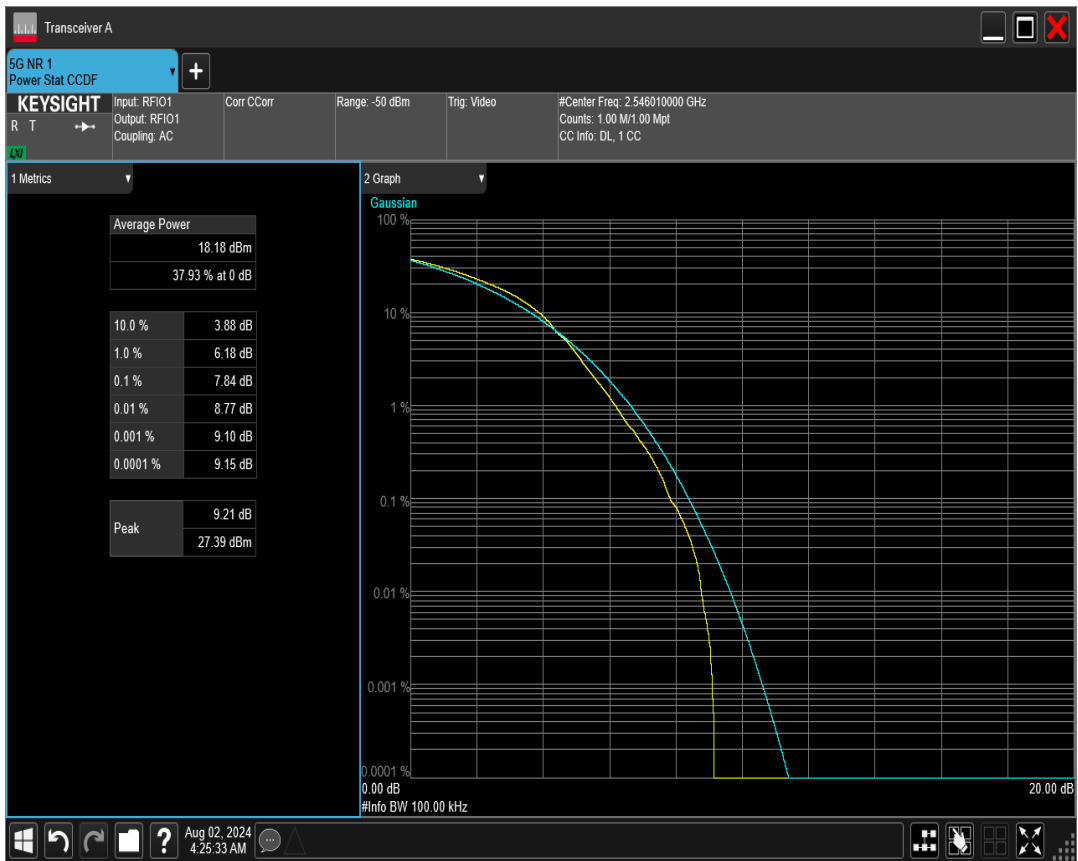 Transceiver A
5G NR 1
Power Stat CCDF
KEYSIGHT
R T
LXI
Input: RFIO1
Output: RFIO1
Coupling: AC
Corr CCorr
Range: -50 dBm
Trig: Video
#Center Freq: 2.546010000 GHz
Counts: 1.00 M/1.00 Mpt
CC Info: DL, 1 CC
1 Metrics
Average Power
18.18 dBm
37.93 % at 0 dB
10.0 % 3.88 dB
1.0 % 6.18 dB
0.1 % 7.84 dB
0.01 % 8.77 dB
0.001 % 9.10 dB
0.0001 % 9.15 dB
Peak
9.21 dB
27.39 dBm
2 Graph
Gaussian
100 %
10 %
1 %
0.1 %
0.01 %
0.001 %
0.0001 %
0.00 dB 20.00 dB
#Info BW 100.00 kHz
Aug 02, 2024
4:25:33 AM